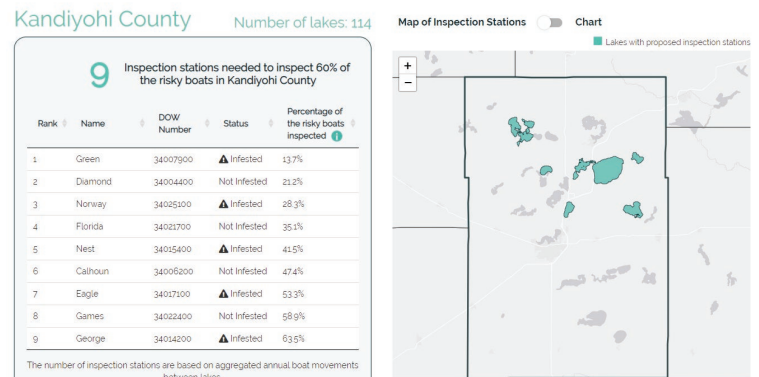 Kandiyohi County
Number of lakes: 114
9
Inspection stations needed to inspect 60% of
the risky boats in Kandiyohi County
Rank Name DOW Number Status Percentage of the risky boats inspected
1 Green 34007900 Infested 13.7%
2 Diamond 34004400 Not Infested 21.2%
3 Norway 34025100 Infested 28.3%
4 Florida 34021700 Not Infested 35.1%
5 Nest 34015400 Infested 41.5%
6 Calhoun 34006200 Not Infested 47.4%
7 Eagle 34017100 Infested 53.3%
8 Games 34022400 Not Infested 58.9%
9 George 34014200 Infested 63.5%
The number of inspection stations are based on aggregated annual boat movements
between lakes
Map of Inspection Stations Chart
Lakes with proposed inspection stations
+
−